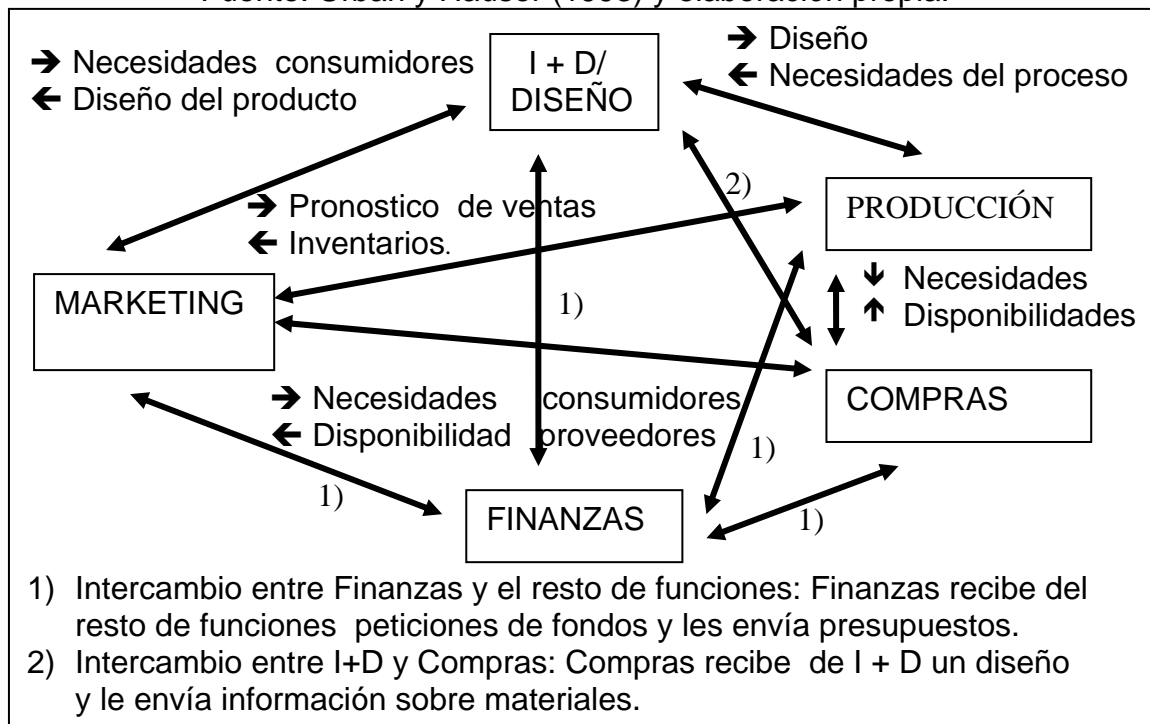 ➔ Necesidades consumidores
🡸 Diseño del producto
I + D/
DISEÑO
➔ Diseño
🡸 Necesidades del proceso
2)
➔ Pronostico de ventas
🡸 Inventarios.
PRODUCCIÓN
MARKETING
1)
🡻 Necesidades
🡹 Disponibilidades
➔ Necesidades consumidores
🡸 Disponibilidad proveedores
COMPRAS
1)
1)
FINANZAS
1)
1) Intercambio entre Finanzas y el resto de funciones: Finanzas recibe del
resto de funciones peticiones de fondos y les envía presupuestos.
2) Intercambio entre I+D y Compras: Compras recibe de I + D un diseño
y le envía información sobre materiales.